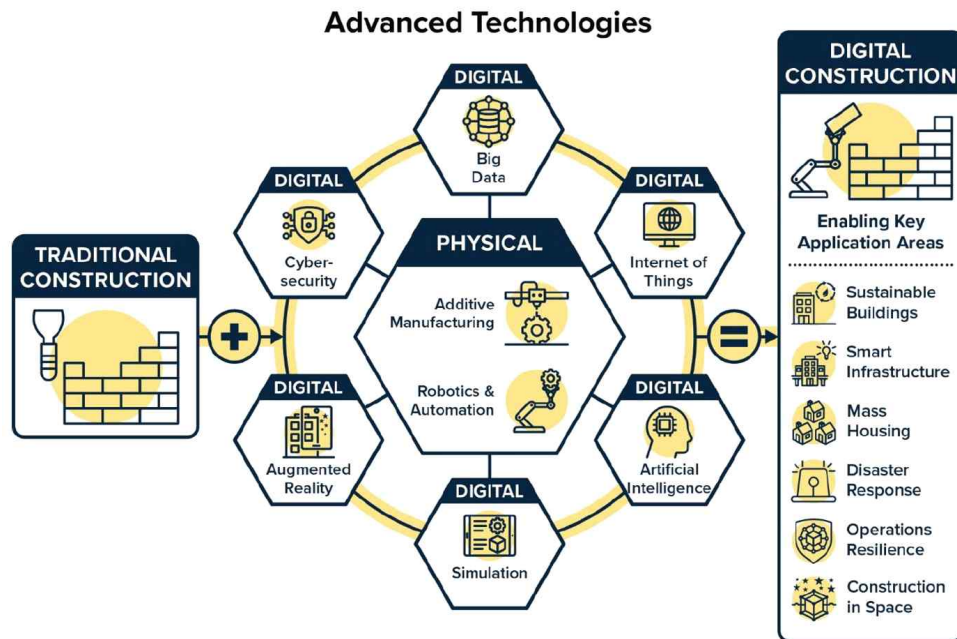 Advanced Technologies
TRADITIONAL
CONSTRUCTION
+
DIGITAL
Big
Data
DIGITAL
Cyber-
security
DIGITAL
Internet of
Things
PHYSICAL
Additive
Manufacturing
Robotics &
Automation
DIGITAL
Augmented
Reality
DIGITAL
Artificial
Intelligence
DIGITAL
Simulation
=
DIGITAL
CONSTRUCTION
Enabling Key
Application Areas
Sustainable
Buildings
Smart
Infrastructure
Mass
Housing
Disaster
Response
Operations
Resilience
Construction
in Space